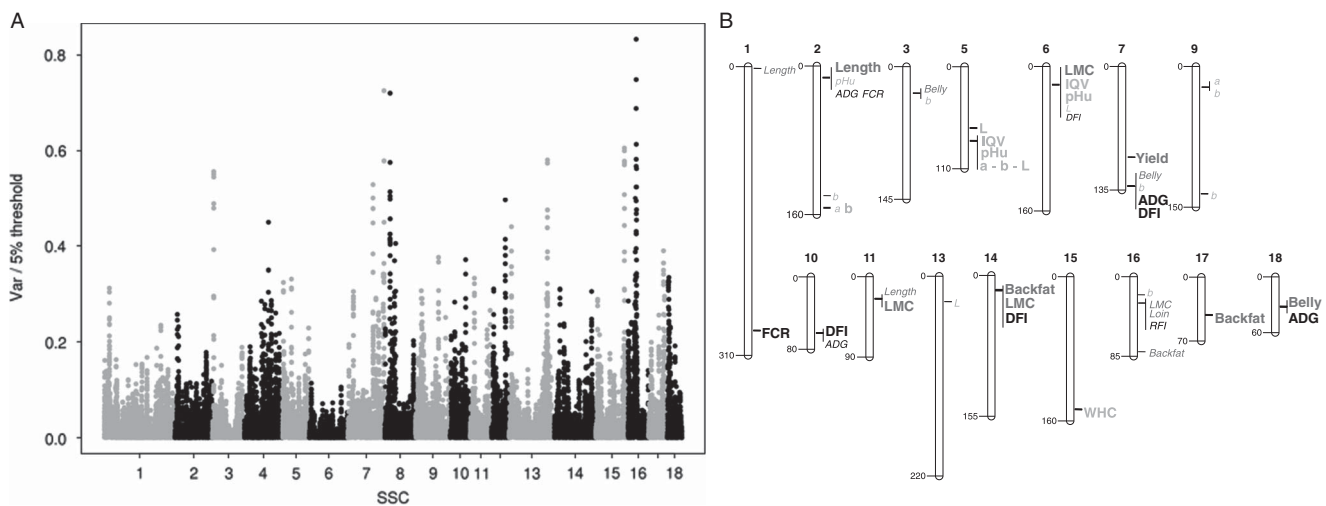 A
Var / 5% threshold
0.8
0.6
0.4
0.2
0.0
1 2 3 4 5 6 7 8 9 10 11 13 14 15 16 18
SSC
B
1
0
Length
FCR
310
2
0
Length
pHu
ADG FCR
b
a b
160
3
0
Belly
b
145
5
0
L
IQV
pHu
a - b - L
110
6
0
LMC
IQV
pHu
L
DFI
160
7
0
Yield
Belly
b
ADG
DFI
135
9
0
a
b
b
150
10
0
DFI
ADG
80
11
0
Length
LMC
90
13
0
L
220
14
0
Backfat
LMC
DFI
155
15
0
WHC
160
16
0
b
LMC
Loin
RFI
Backfat
85
17
0
Backfat
70
18
0
Belly
ADG
60